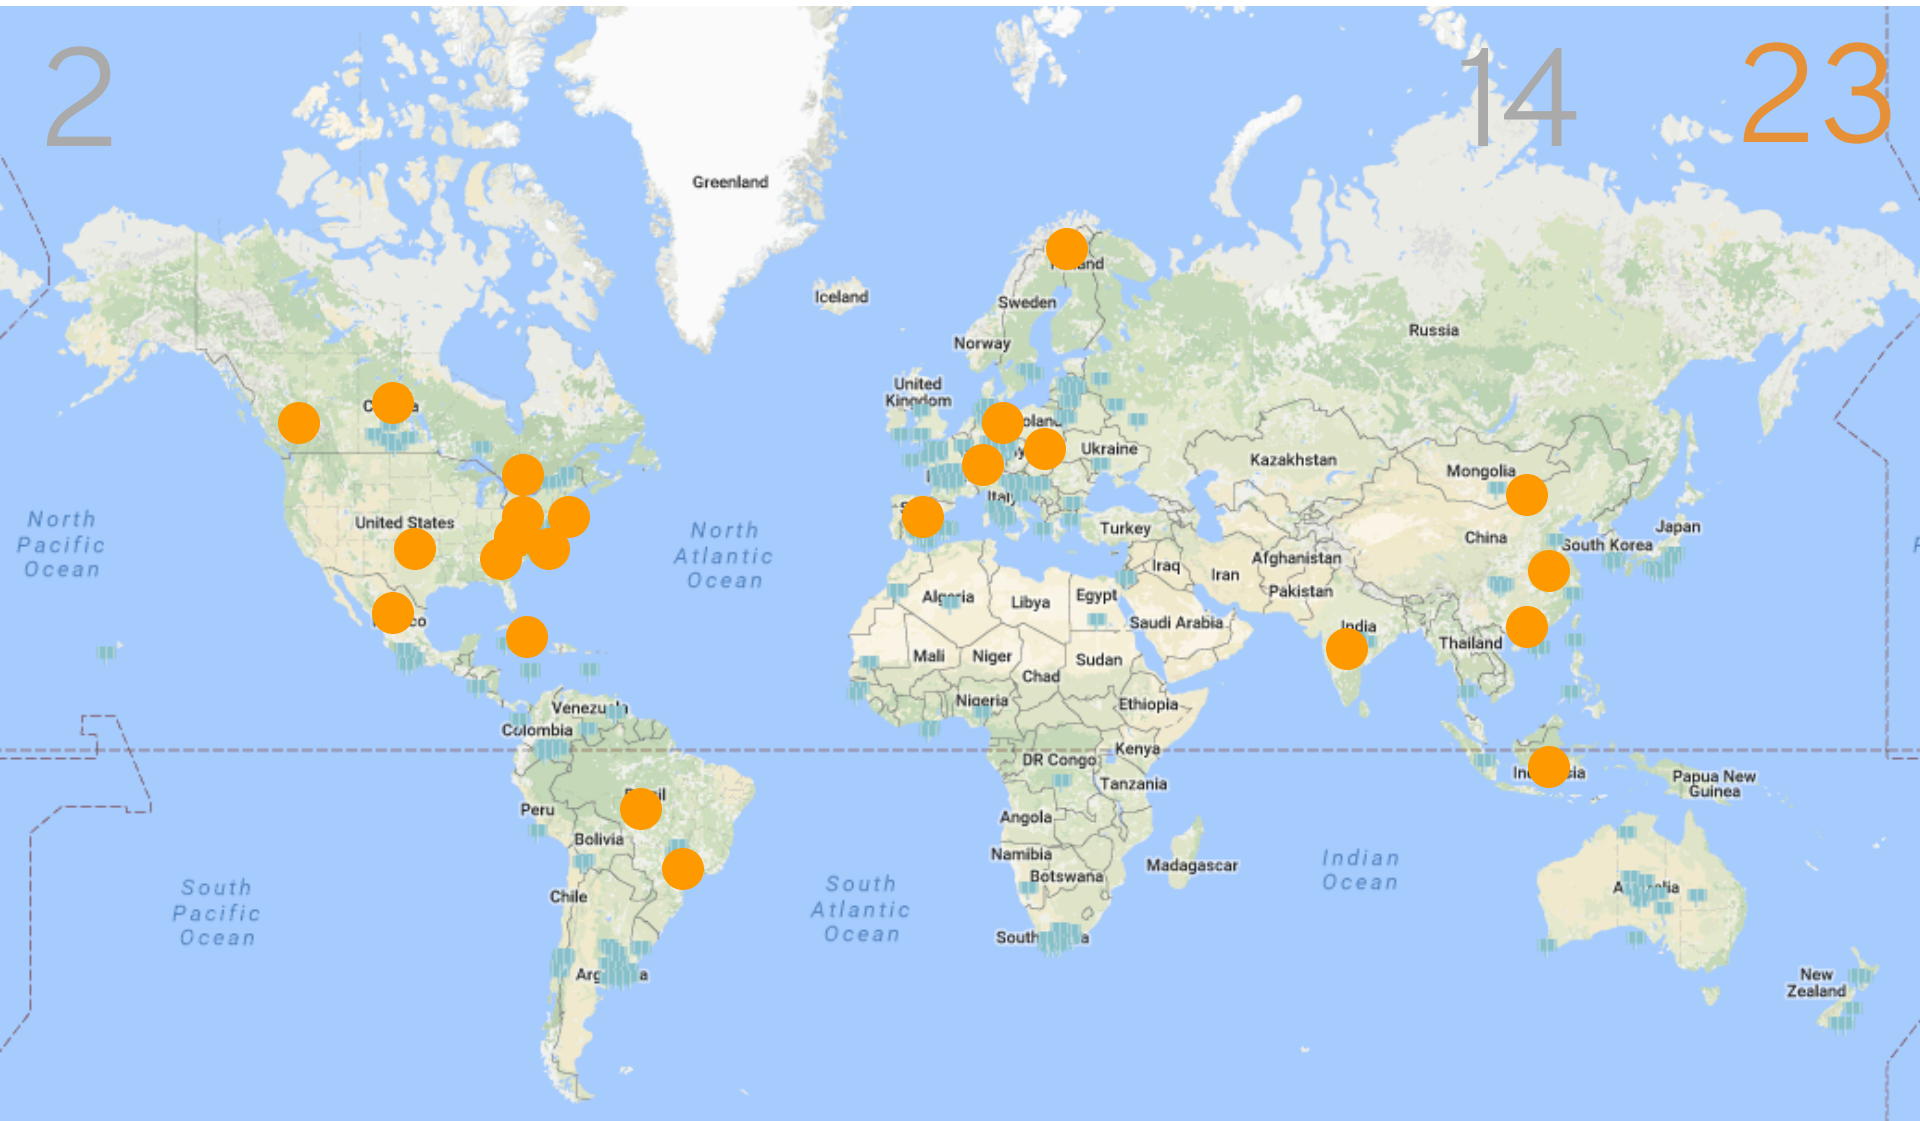 2
14
23
Greenland
Iceland
Sweden
Norway
Russia
United
Kingdom
Ukraine
Kazakhstan
Mongolia
United States
North
Pacific
Ocean
North
Atlantic
Ocean
Turkey
China
Japan
South Korea
Iraq
Iran
Afghanistan
Pakistan
Algeria
Libya
Egypt
Saudi Arabia
India
Thailand
Mali
Niger
Chad
Sudan
Nigeria
Ethiopia
Venezuela
Colombia
DR Congo
Kenya
Tanzania
Papua New
Guinea
Peru
Bolivia
Angola
Namibia
Botswana
Madagascar
Indian
Ocean
South
Pacific
Ocean
South
Atlantic
Ocean
Chile
South
New
Zealand